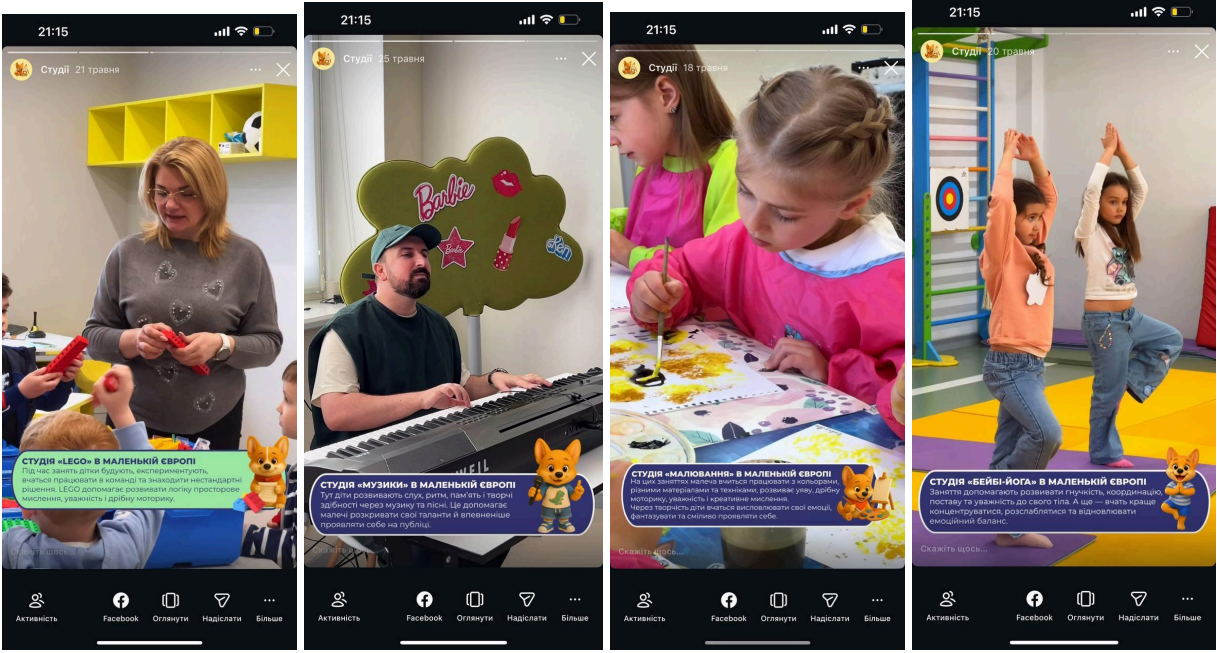 21:15
Студії 21 травня
СТУДІЯ «LEGO» В МАЛЕНЬКІЙ ЄВРОПІ
Під час занять дітки будують, експериментують,
вчаться працювати в команді та знаходити нестандартні
рішення. LEGO допомагає розвивати логіку просторове
мислення, уважність і дрібну моторику.
Скажіть щось...
Активність
Facebook
Оглянути
Надіслати
Більше
21:15
Студії 25 травня
Barbie
Barbie
Ken
KURZWEIL
СТУДІЯ «МУЗИКИ» В МАЛЕНЬКІЙ ЄВРОПІ
Тут діти розвивають слух, ритм, пам'ять і творчі
здібності через музику та пісні. Це допомагає
малечі розкривати свої таланти й впевненіше
проявляти себе на публіці.
Скажіть щось...
Активність
Facebook
Оглянути
Надіслати
Більше
21:15
Студії 18 травня
СТУДІЯ «МАЛЮВАННЯ» В МАЛЕНЬКІЙ ЄВРОПІ
На цих заняттях малеча вчиться працювати з кольорами,
різними матеріалами та техніками, розвиває уяву, дрібну
моторику, уважність і креативне мислення.
Через творчість діти вчаться висловлювати свої емоції,
фантазувати та сміливо проявляти себе.
Скажіть щось...
Активність
Facebook
Оглянути
Надіслати
Більше
21:15
Студії 20 травня
СТУДІЯ «БЕЙБІ-ЙОГА» В МАЛЕНЬКІЙ ЄВРОПІ
Заняття допомагають розвивати гнучкість, координацію,
поставу та уважність до свого тіла. А ще — вчать краще
концентруватися, розслаблятися та відновлювати
емоційний баланс.
Скажіть щось...
Активність
Facebook
Оглянути
Надіслати
Більше